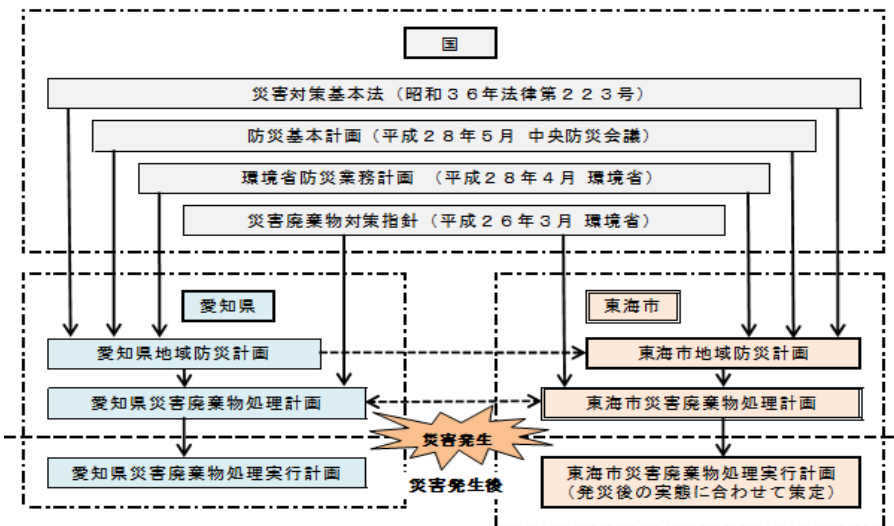 国
災害対策基本法（昭和３６年法律第２２３号）
防災基本計画（平成２８年５月 中央防災会議）
環境省防災業務計画 （平成２８年４月 環境省）
災害廃棄物対策指針（平成２６年３月 環境省）
愛知県
東海市
愛知県地域防災計画
東海市地域防災計画
愛知県災害廃棄物処理計画
東海市災害廃棄物処理計画
災害発生
災害発生後
愛知県災害廃棄物処理実行計画
東海市災害廃棄物処理実行計画
（発災後の実態に合わせて策定）